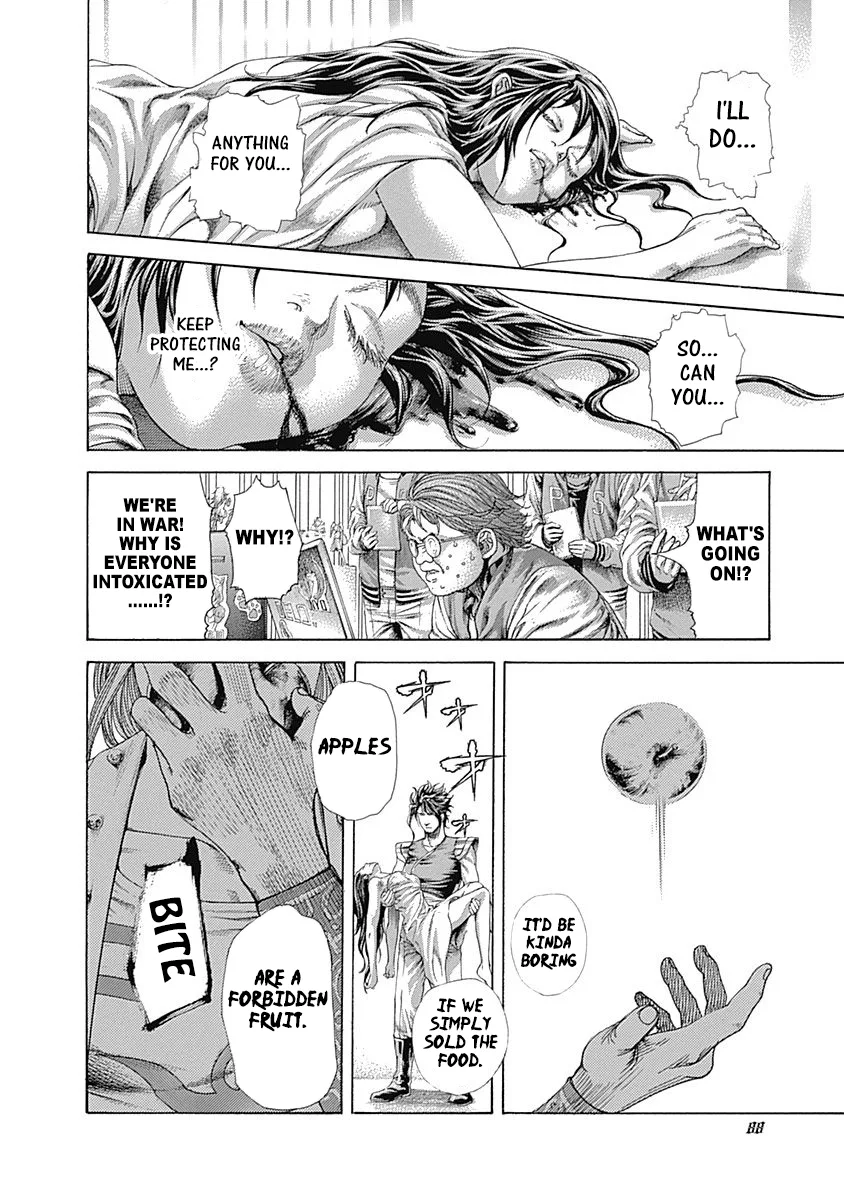 I'LL
DO...
ANYTHING
FOR YOU...
SO...
CAN
YOU...
KEEP
PROTECTING
ME...?
WHAT'S
GOING
ON!?
WHY!?
WE'RE
IN WAR!
WHY IS
EVERYONE
INTOXICATED
......!?
IT'D BE
KINDA
BORING
IF WE
SIMPLY
SOLD THE
FOOD.
APPLES
BITE
ARE A
FORBIDDEN
FRUIT.
88